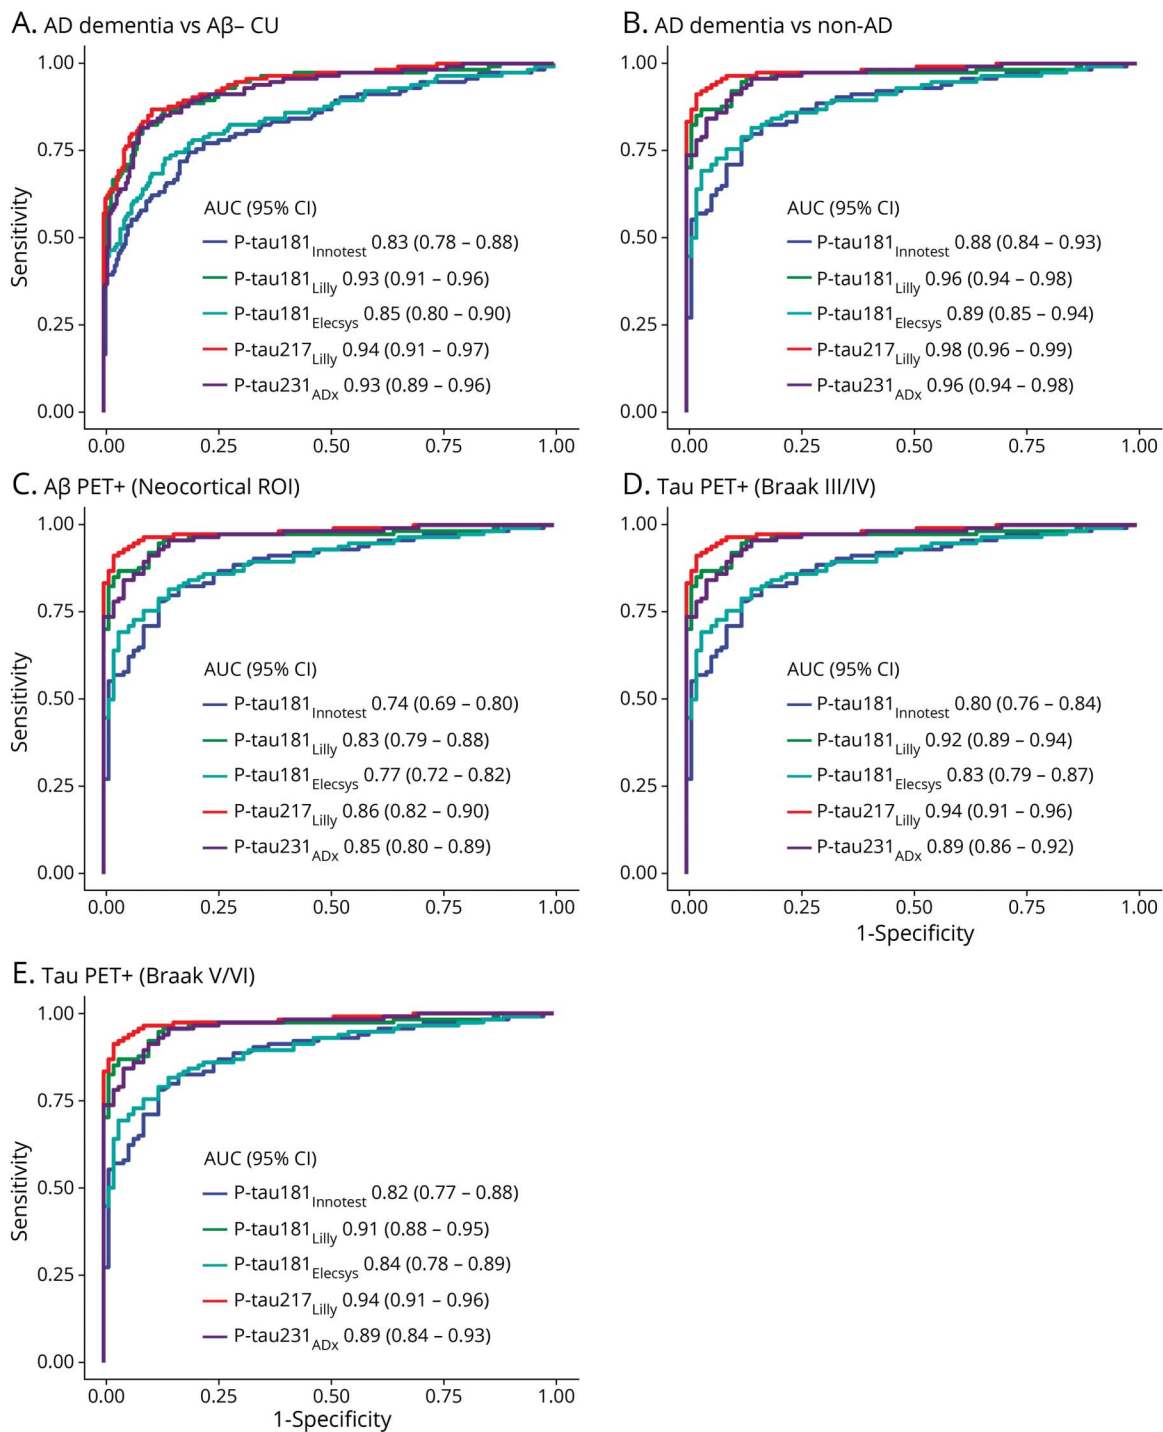 A. AD dementia vs Aβ– CU
1.00
0.75
0.50
0.25
0.00
Sensitivity
AUC (95% CI)
P-tau181Innotest 0.83 (0.78 – 0.88)
P-tau181Lilly 0.93 (0.91 – 0.96)
P-tau181Elecsys 0.85 (0.80 – 0.90)
P-tau217Lilly 0.94 (0.91 – 0.97)
P-tau231ADx 0.93 (0.89 – 0.96)
0.00 0.25 0.50 0.75 1.00
B. AD dementia vs non-AD
1.00
0.75
0.50
0.25
0.00
AUC (95% CI)
P-tau181Innotest 0.88 (0.84 – 0.93)
P-tau181Lilly 0.96 (0.94 – 0.98)
P-tau181Elecsys 0.89 (0.85 – 0.94)
P-tau217Lilly 0.98 (0.96 – 0.99)
P-tau231ADx 0.96 (0.94 – 0.98)
0.00 0.25 0.50 0.75 1.00
C. Aβ PET+ (Neocortical ROI)
1.00
0.75
0.50
0.25
0.00
Sensitivity
AUC (95% CI)
P-tau181Innotest 0.74 (0.69 – 0.80)
P-tau181Lilly 0.83 (0.79 – 0.88)
P-tau181Elecsys 0.77 (0.72 – 0.82)
P-tau217Lilly 0.86 (0.82 – 0.90)
P-tau231ADx 0.85 (0.80 – 0.89)
0.00 0.25 0.50 0.75 1.00
D. Tau PET+ (Braak III/IV)
1.00
0.75
0.50
0.25
0.00
AUC (95% CI)
P-tau181Innotest 0.80 (0.76 – 0.84)
P-tau181Lilly 0.92 (0.89 – 0.94)
P-tau181Elecsys 0.83 (0.79 – 0.87)
P-tau217Lilly 0.94 (0.91 – 0.96)
P-tau231ADx 0.89 (0.86 – 0.92)
0.00 0.25 0.50 0.75 1.00
1-Specificity
E. Tau PET+ (Braak V/VI)
1.00
0.75
0.50
0.25
0.00
Sensitivity
AUC (95% CI)
P-tau181Innotest 0.82 (0.77 – 0.88)
P-tau181Lilly 0.91 (0.88 – 0.95)
P-tau181Elecsys 0.84 (0.78 – 0.89)
P-tau217Lilly 0.94 (0.91 – 0.96)
P-tau231ADx 0.89 (0.84 – 0.93)
0.00 0.25 0.50 0.75 1.00
1-Specificity